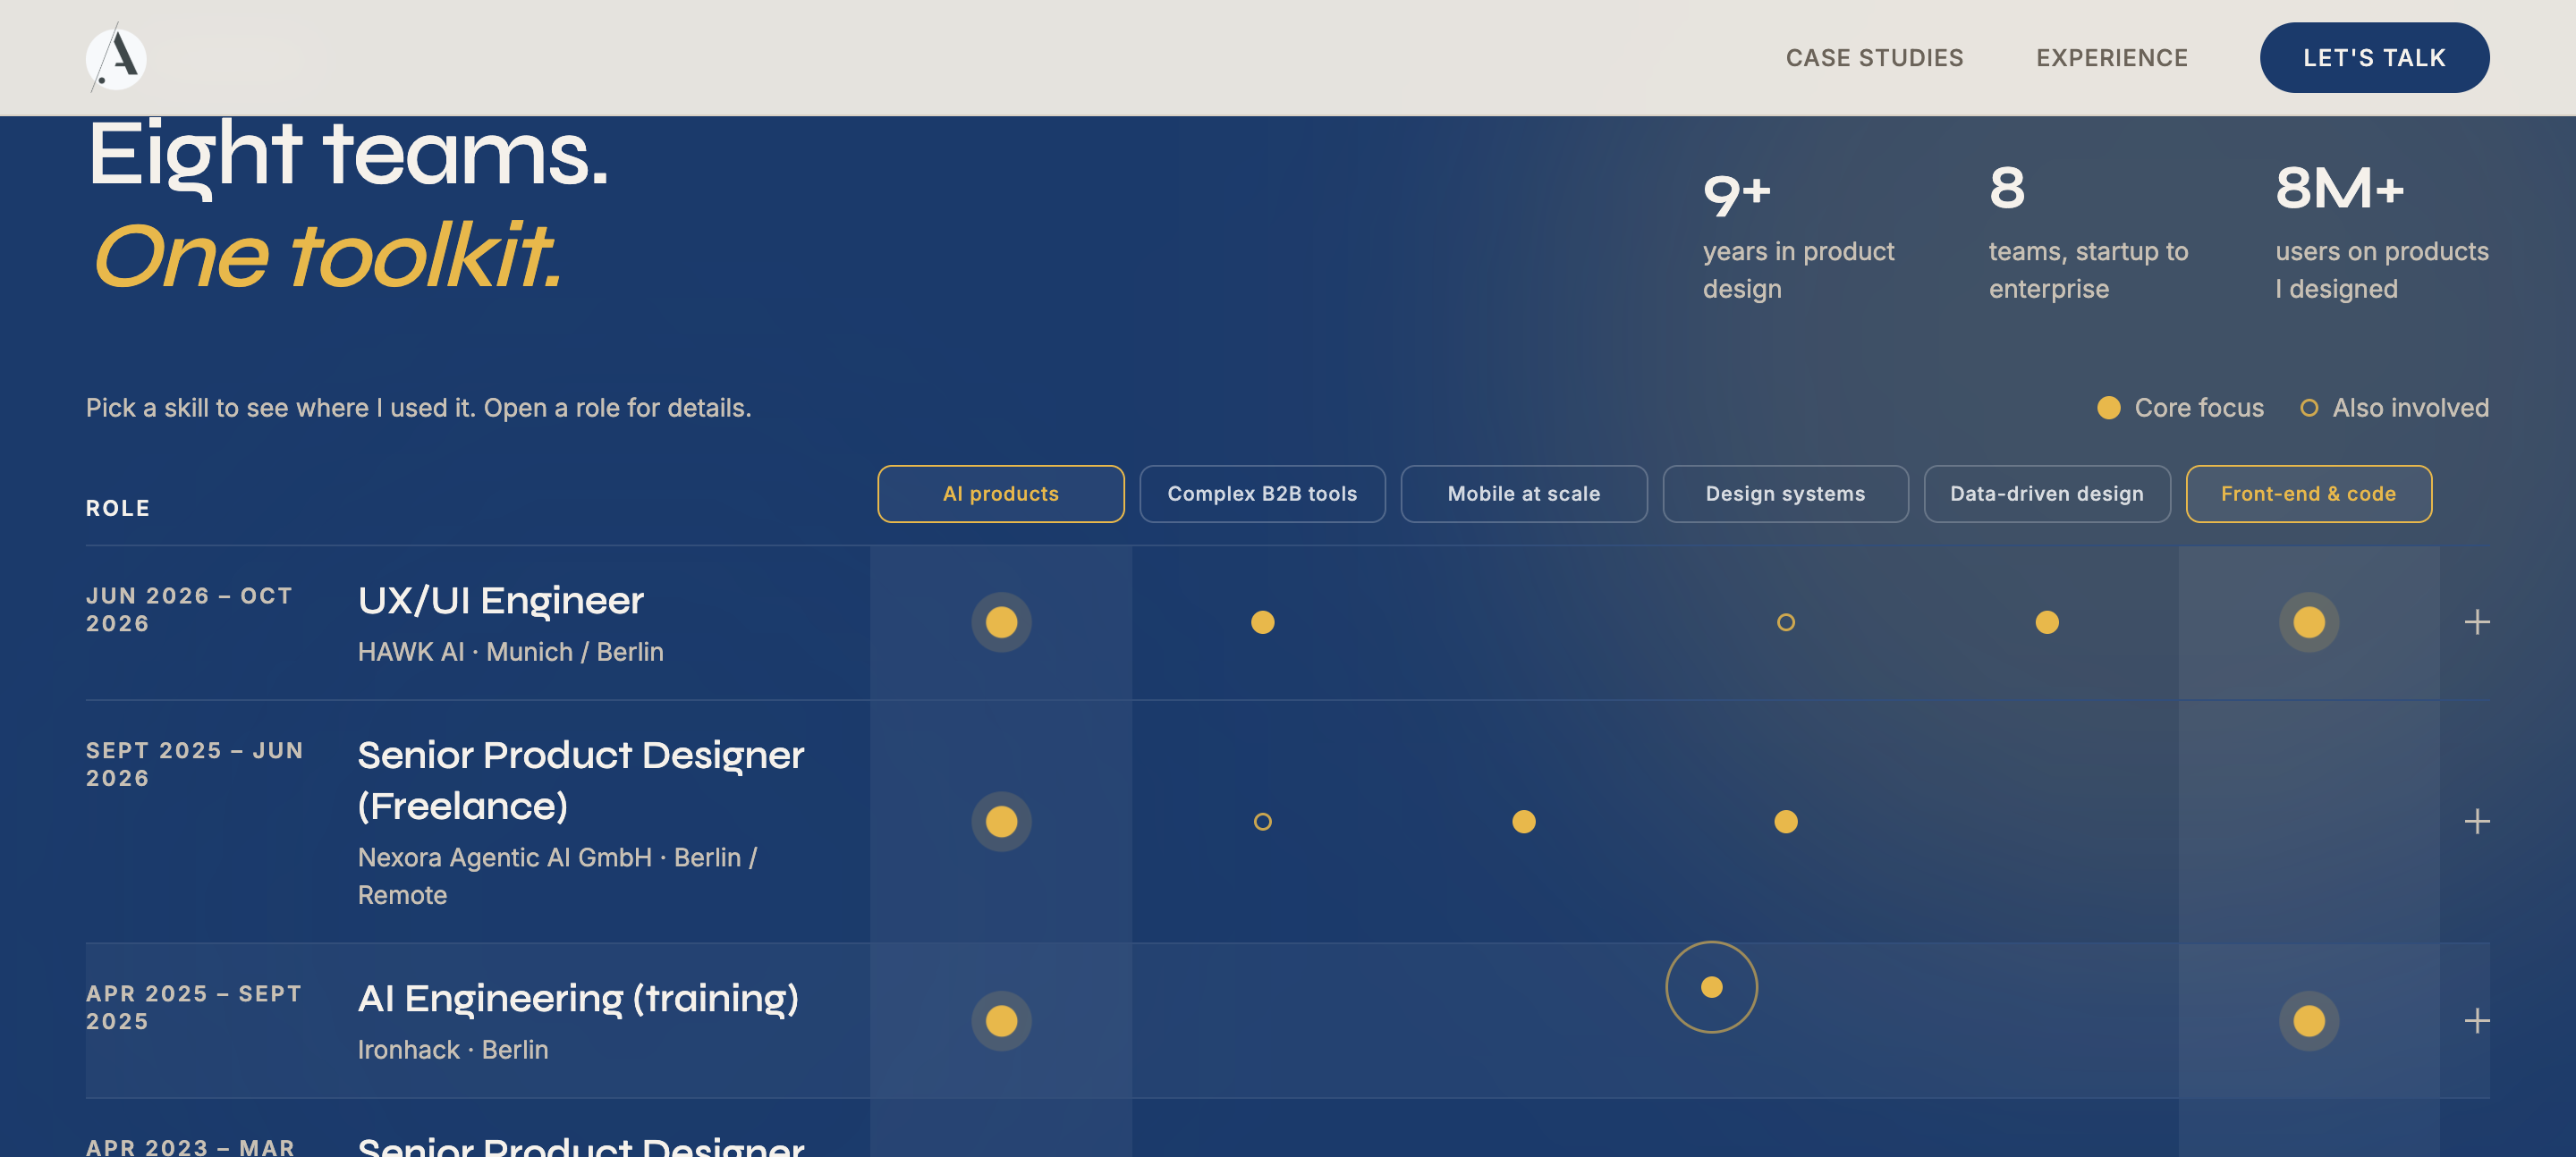 A
CASE STUDIES
EXPERIENCE
LET'S TALK
Eight teams.
One toolkit.
9+
years in product
design
8
teams, startup to
enterprise
8M+
users on products
I designed
Pick a skill to see where I used it. Open a role for details.
Core focus
Also involved
ROLE
AI products
Complex B2B tools
Mobile at scale
Design systems
Data-driven design
Front-end & code
JUN 2026 – OCT
2026
UX/UI Engineer
HAWK AI · Munich / Berlin
SEPT 2025 – JUN
2026
Senior Product Designer
(Freelance)
Nexora Agentic AI GmbH · Berlin /
Remote
APR 2025 – SEPT
2025
AI Engineering (training)
Ironhack · Berlin
APR 2023 – MAR
Senior Product Designer